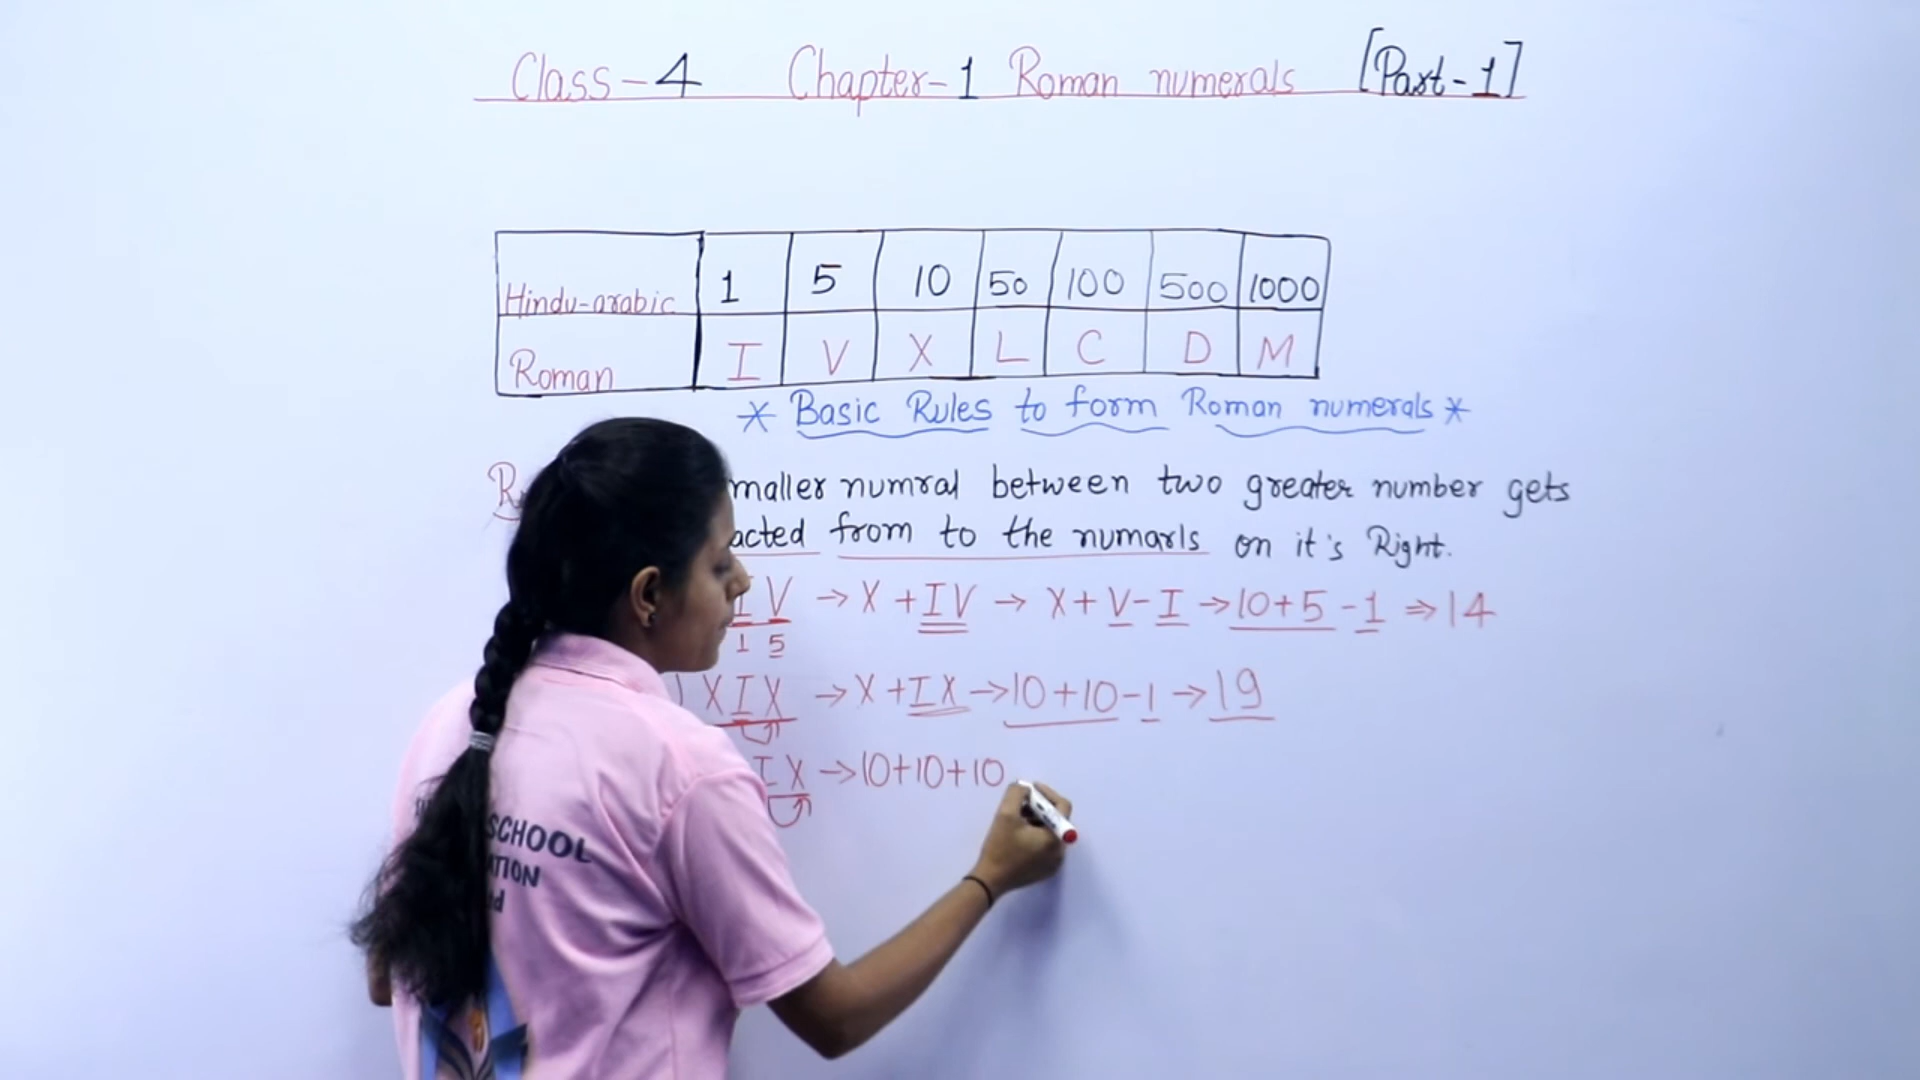 Class-4 Chapter-1 Roman numerals [Part-1]
Hindu-arabic 1 5 10 50 100 500 1000
Roman I V X L C D M
* Basic Rules to form Roman numerals *
maller numral between two greater number gets
acted from to the numarls on it's Right.
I V → X + IV → X + V - I → 10+5 -1 ⇒ 14
1 5
) XIX → X + IX → 10+10-1 → 19
IX → 10+10+10
SCHOOL